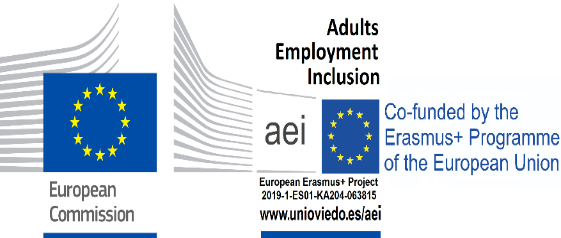 European
Commission
Adults
Employment
Inclusion
aei
European Erasmus+ Project
2019-1-ES01-KA204-063815
www.unioviedo.es/aei
Co-funded by the
Erasmus+ Programme
of the European Union